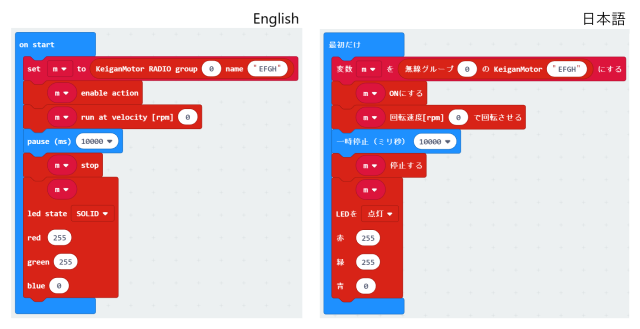 English
on start
set m to KeiganMotor RADIO group 0 name "EFGH"
m enable action
m run at velocity [rpm] 0
pause (ms) 10000
m stop
m
led state SOLID
red 255
green 255
blue 0
日本語
最初だけ
変数 m を 無線グループ 0 の KeiganMotor "EFGH" にする
m ONにする
m 回転速度[rpm] 0 で回転させる
一時停止（ミリ秒） 10000
m 停止する
m
LEDを 点灯
赤 255
緑 255
青 0